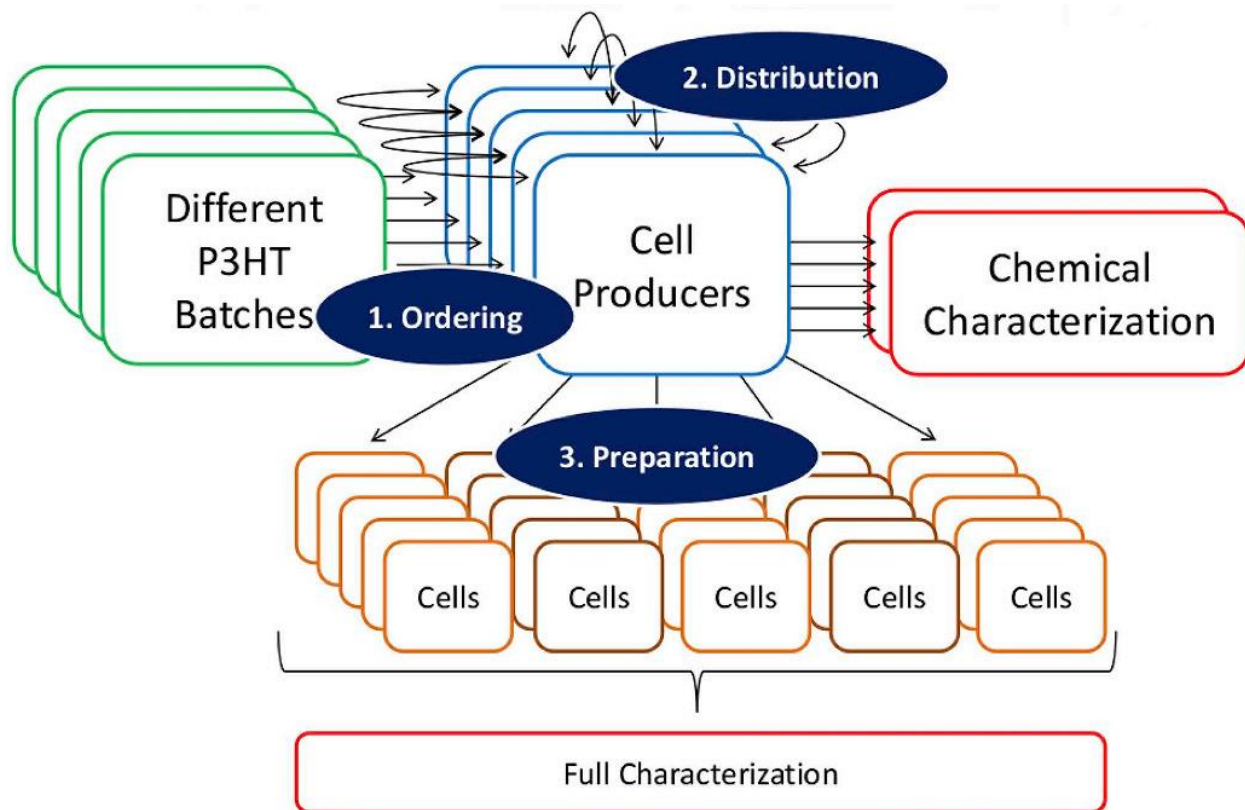 2. Distribution
Different
P3HT
Batches
Cell
Producers
Chemical
Characterization
1. Ordering
3. Preparation
Cells
Cells
Cells
Cells
Cells
Full Characterization